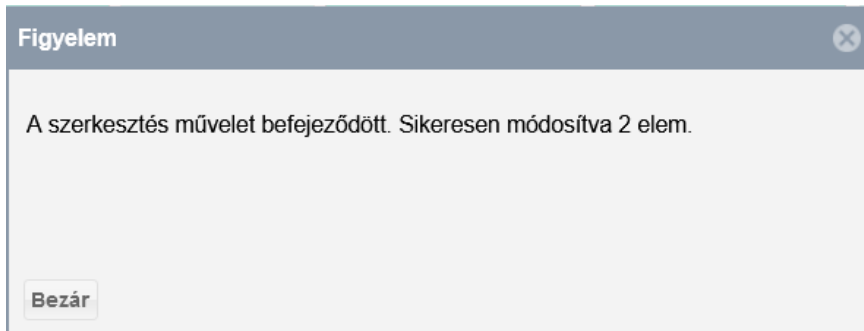 Figyelem
A szerkesztés művelet befejeződött. Sikeresen módosítva 2 elem.
Bezár